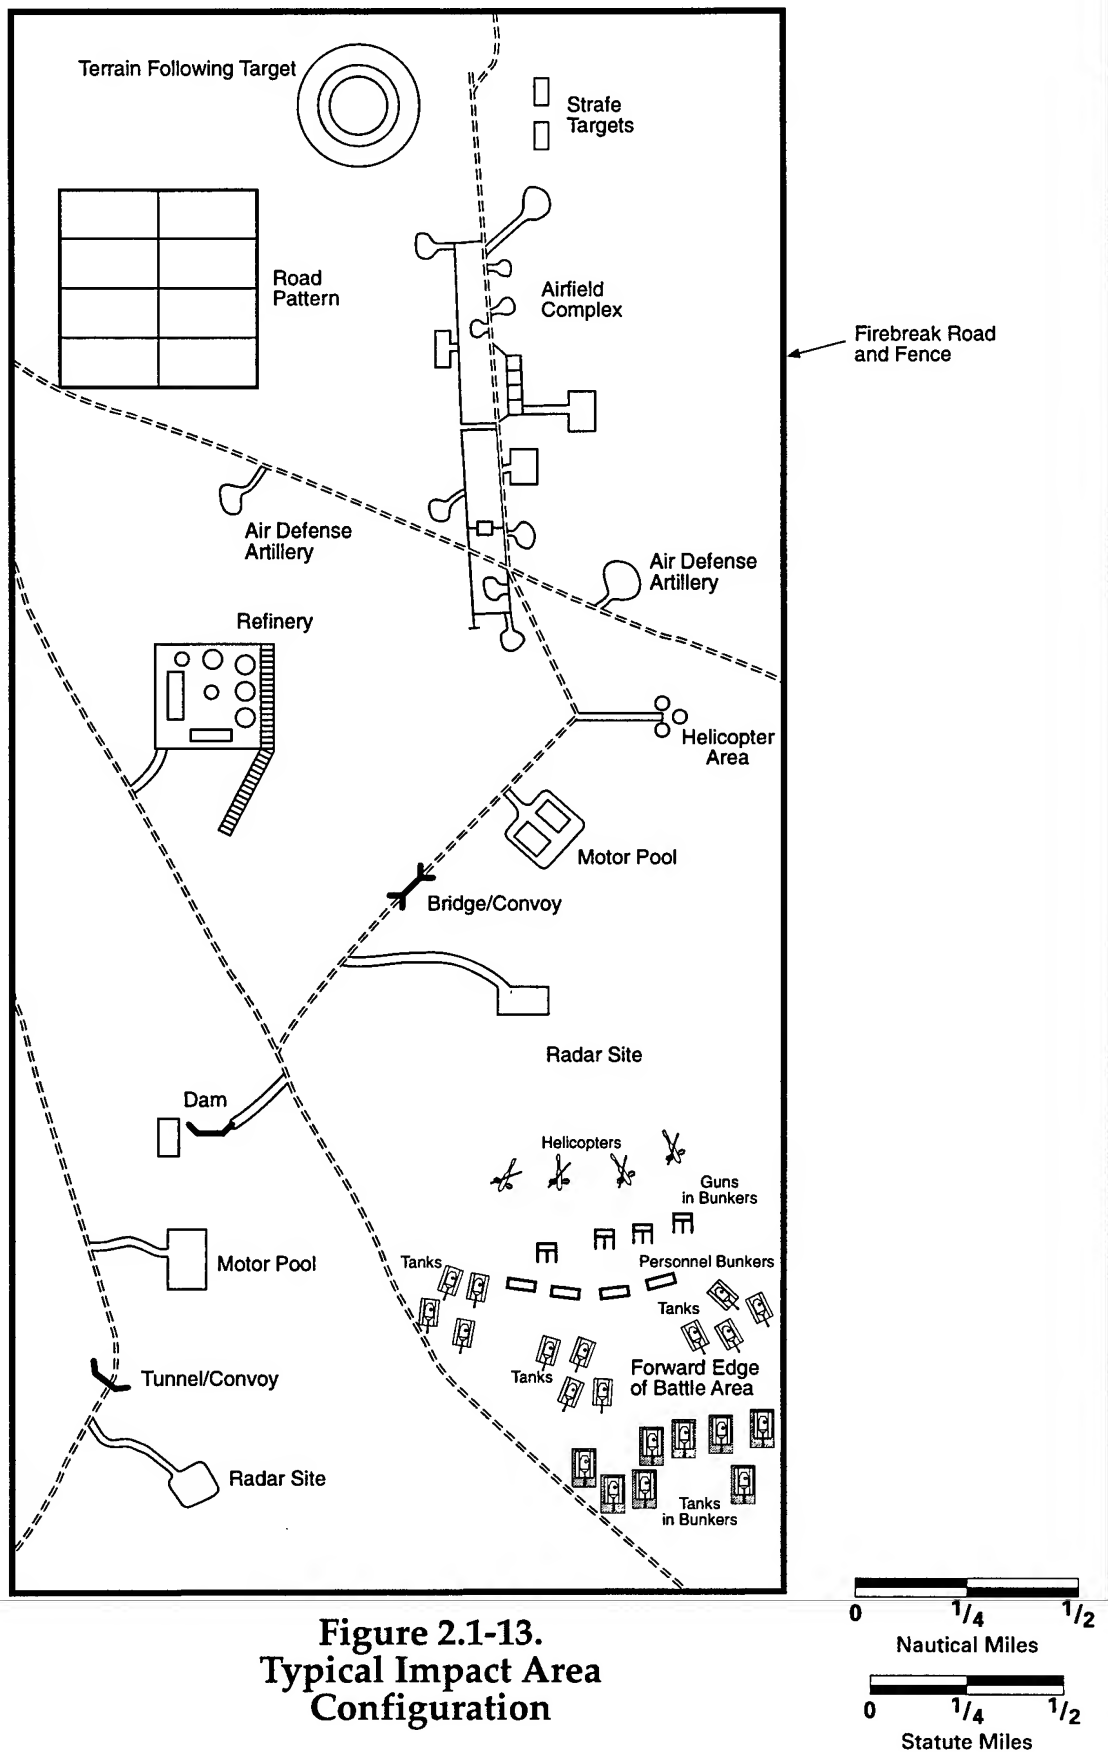 Terrain Following Target
Strafe
Targets
Road
Pattern
Airfield
Complex
Firebreak Road
and Fence
Air Defense
Artillery
Air Defense
Artillery
Refinery
Helicopter
Area
Motor Pool
Bridge/Convoy
Radar Site
Dam
Helicopters
Guns
in Bunkers
Motor Pool
Tanks
Personnel Bunkers
Tanks
Tunnel/Convoy
Tanks
Forward Edge
of Battle Area
Radar Site
Tanks
in Bunkers
0 1/4 1/2
Nautical Miles
0 1/4 1/2
Statute Miles
Figure 2.1-13.
Typical Impact Area
Configuration